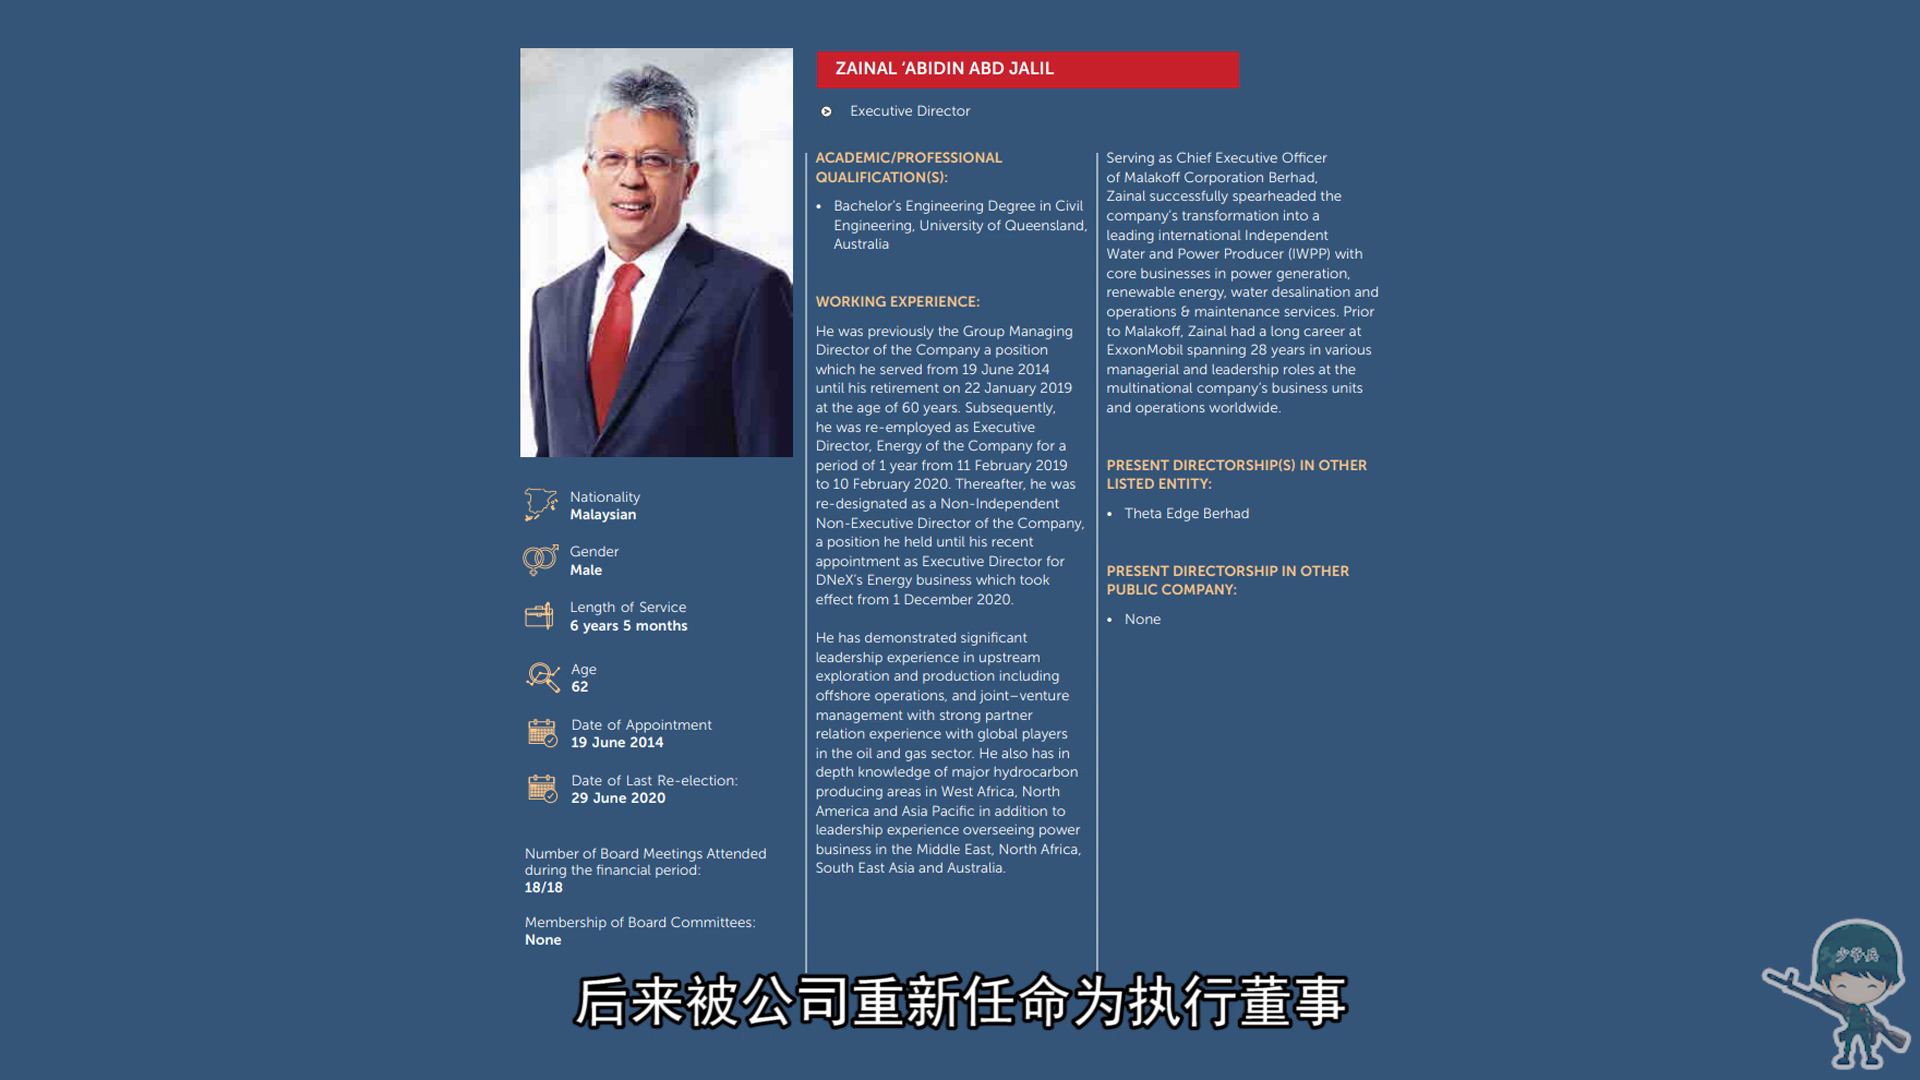 ZAINAL ‘ABIDIN ABD JALIL
Executive Director
ACADEMIC/PROFESSIONAL
QUALIFICATION(S):
• Bachelor’s Engineering Degree in Civil
Engineering, University of Queensland,
Australia
WORKING EXPERIENCE:
He was previously the Group Managing
Director of the Company a position
which he served from 19 June 2014
until his retirement on 22 January 2019
at the age of 60 years. Subsequently,
he was re-employed as Executive
Director, Energy of the Company for a
period of 1 year from 11 February 2019
to 10 February 2020. Thereafter, he was
re-designated as a Non-Independent
Non-Executive Director of the Company,
a position he held until his recent
appointment as Executive Director for
DNeX’s Energy business which took
effect from 1 December 2020.
He has demonstrated significant
leadership experience in upstream
exploration and production including
offshore operations, and joint–venture
management with strong partner
relation experience with global players
in the oil and gas sector. He also has in
depth knowledge of major hydrocarbon
producing areas in West Africa, North
America and Asia Pacific in addition to
leadership experience overseeing power
business in the Middle East, North Africa,
South East Asia and Australia.
Serving as Chief Executive Officer
of Malakoff Corporation Berhad,
Zainal successfully spearheaded the
company’s transformation into a
leading international Independent
Water and Power Producer (IWPP) with
core businesses in power generation,
renewable energy, water desalination and
operations & maintenance services. Prior
to Malakoff, Zainal had a long career at
ExxonMobil spanning 28 years in various
managerial and leadership roles at the
multinational company’s business units
and operations worldwide.
PRESENT DIRECTORSHIP(S) IN OTHER
LISTED ENTITY:
• Theta Edge Berhad
PRESENT DIRECTORSHIP IN OTHER
PUBLIC COMPANY:
• None
Nationality
Malaysian
Gender
Male
Length of Service
6 years 5 months
Age
62
Date of Appointment
19 June 2014
Date of Last Re-election:
29 June 2020
Number of Board Meetings Attended
during the financial period:
18/18
Membership of Board Committees:
None
后来被公司重新任命为执行董事
少爷兵